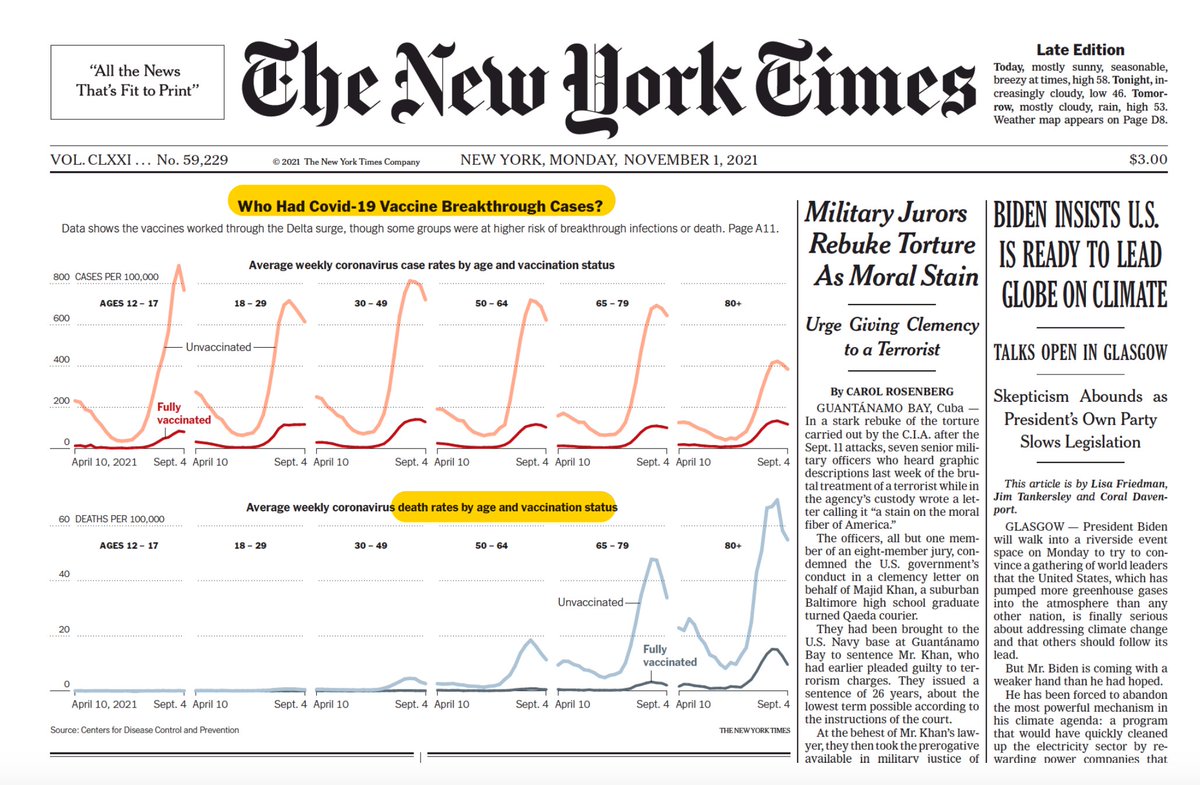 “All the News
That’s Fit to Print”
The New York Times
Late Edition
Today, mostly sunny, seasonable,
breezy at times, high 58. Tonight, in-
creasingly cloudy, low 46. Tomor-
row, mostly cloudy, rain, high 53.
Weather map appears on Page D8.
VOL. CLXXI . . . No. 59,229
© 2021 The New York Times Company
NEW YORK, MONDAY, NOVEMBER 1, 2021
$3.00
Who Had Covid-19 Vaccine Breakthrough Cases?
Data shows the vaccines worked through the Delta surge, though some groups were at higher risk of breakthrough infections or death. Page A11.
Average weekly coronavirus case rates by age and vaccination status
800 CASES PER 100,000
AGES 12 – 17
18 – 29
30 – 49
50 – 64
65 – 79
80+
600
Unvaccinated
400
200
Fully
vaccinated
0
April 10, 2021 Sept. 4
April 10 Sept. 4
April 10 Sept. 4
April 10 Sept. 4
April 10 Sept. 4
April 10 Sept. 4
Average weekly coronavirus death rates by age and vaccination status
60 DEATHS PER 100,000
AGES 12 – 17
18 – 29
30 – 49
50 – 64
65 – 79
80+
40
Unvaccinated
20
Fully
vaccinated
0
April 10, 2021 Sept. 4
April 10 Sept. 4
April 10 Sept. 4
April 10 Sept. 4
April 10 Sept. 4
April 10 Sept. 4
Source: Centers for Disease Control and Prevention
THE NEW YORK TIMES
Military Jurors
Rebuke Torture
As Moral Stain
Urge Giving Clemency
to a Terrorist
By CAROL ROSENBERG
GUANTÁNAMO BAY, Cuba —
In a stark rebuke of the torture
carried out by the C.I.A. after the
Sept. 11 attacks, seven senior mili-
tary officers who heard graphic
descriptions last week of the bru-
tal treatment of a terrorist while in
the agency’s custody wrote a let-
ter calling it “a stain on the moral
fiber of America.”
The officers, all but one mem-
ber of an eight-member jury, con-
demned the U.S. government’s
conduct in a clemency letter on
behalf of Majid Khan, a suburban
Baltimore high school graduate
turned Qaeda courier.
They had been brought to the
U.S. Navy base at Guantánamo
Bay to sentence Mr. Khan, who
had earlier pleaded guilty to ter-
rorism charges. They issued a
sentence of 26 years, about the
lowest term possible according to
the instructions of the court.
At the behest of Mr. Khan’s law-
yer, they then took the prerogative
available in military justice of
BIDEN INSISTS U.S.
IS READY TO LEAD
GLOBE ON CLIMATE
TALKS OPEN IN GLASGOW
Skepticism Abounds as
President’s Own Party
Slows Legislation
This article is by Lisa Friedman,
Jim Tankersley and Coral Daven-
port.
GLASGOW — President Biden
will walk into a riverside event
space on Monday to try to con-
vince a gathering of world leaders
that the United States, which has
pumped more greenhouse gases
into the atmosphere than any
other nation, is finally serious
about addressing climate change
and that others should follow its
lead.
But Mr. Biden is coming with a
weaker hand than he had hoped.
He has been forced to abandon
the most powerful mechanism in
his climate agenda: a program
that would have quickly cleaned
up the electricity sector by re-
warding power companies that